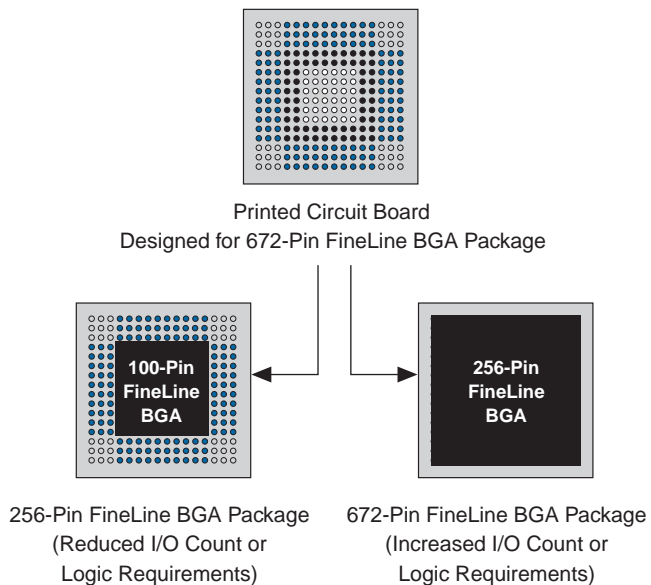 Printed Circuit Board
Designed for 672-Pin FineLine BGA Package
100-Pin
FineLine
BGA
256-Pin
FineLine
BGA
256-Pin FineLine BGA Package
(Reduced I/O Count or
Logic Requirements)
672-Pin FineLine BGA Package
(Increased I/O Count or
Logic Requirements)